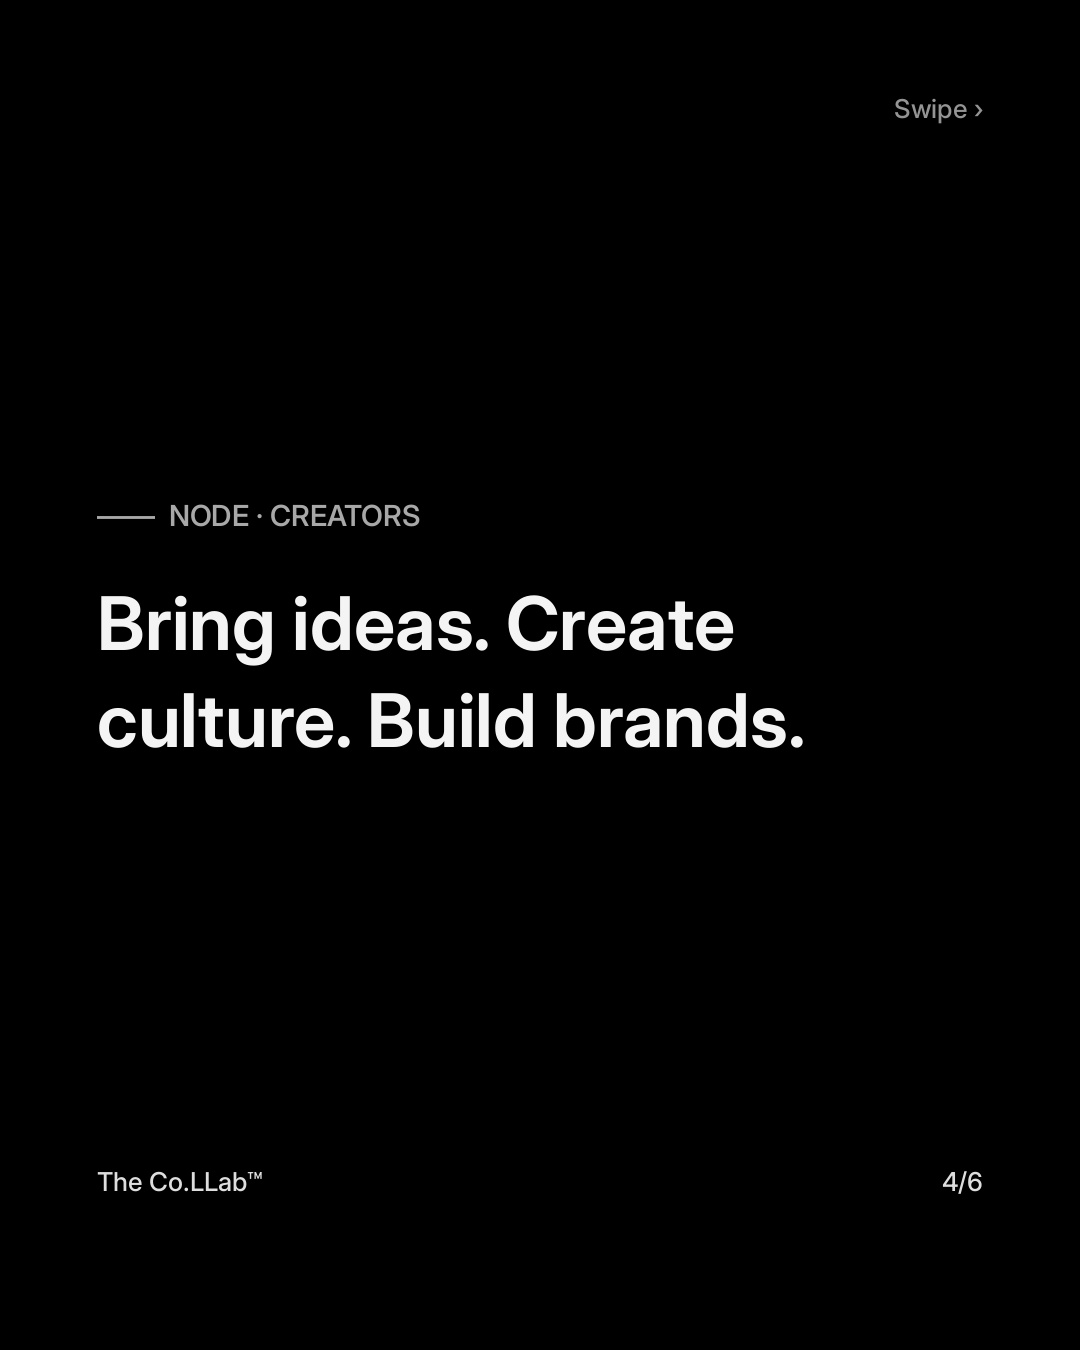 Swipe ›
NODE · CREATORS
Bring ideas. Create
culture. Build brands.
The Co.LLab™
4/6